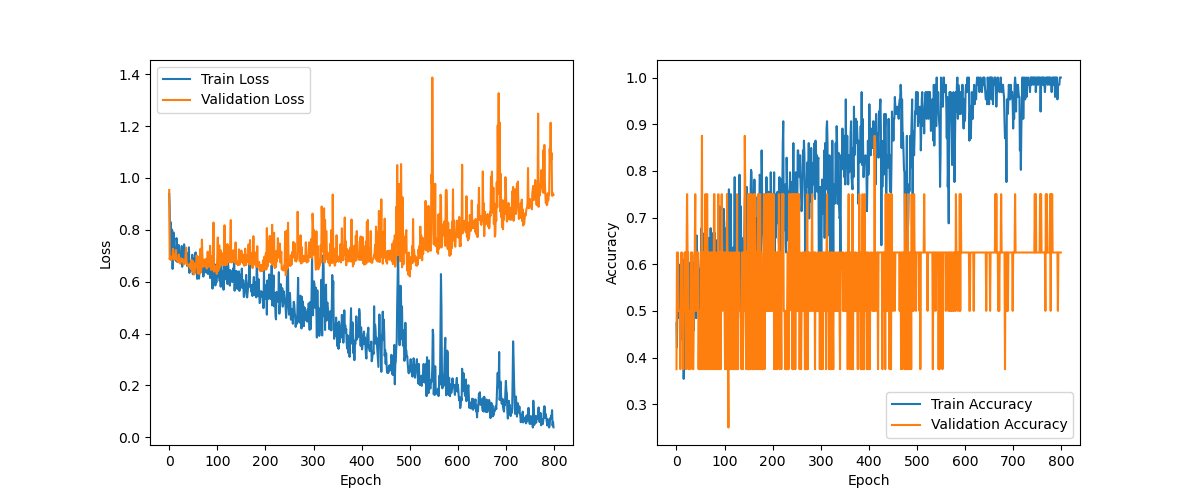 1.4
1.2
1.0
0.8
0.6
0.4
0.2
0.0
Loss
0 100 200 300 400 500 600 700 800
Epoch
Train Loss
Validation Loss
1.0
0.9
0.8
0.7
0.6
0.5
0.4
0.3
Accuracy
0 100 200 300 400 500 600 700 800
Epoch
Train Accuracy
Validation Accuracy